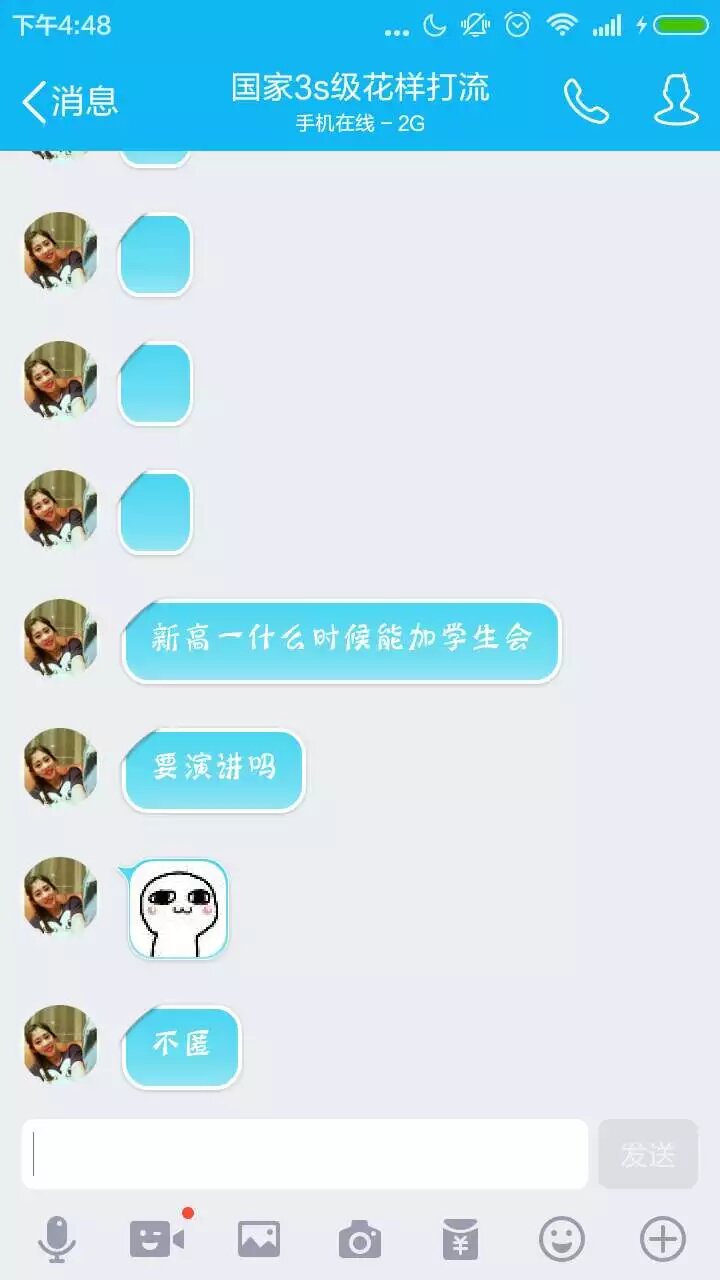 下午4:48
消息
国家3s级花样打流
手机在线 - 2G
新高一什么时候能加学生会
要演讲吗
不匿
发送